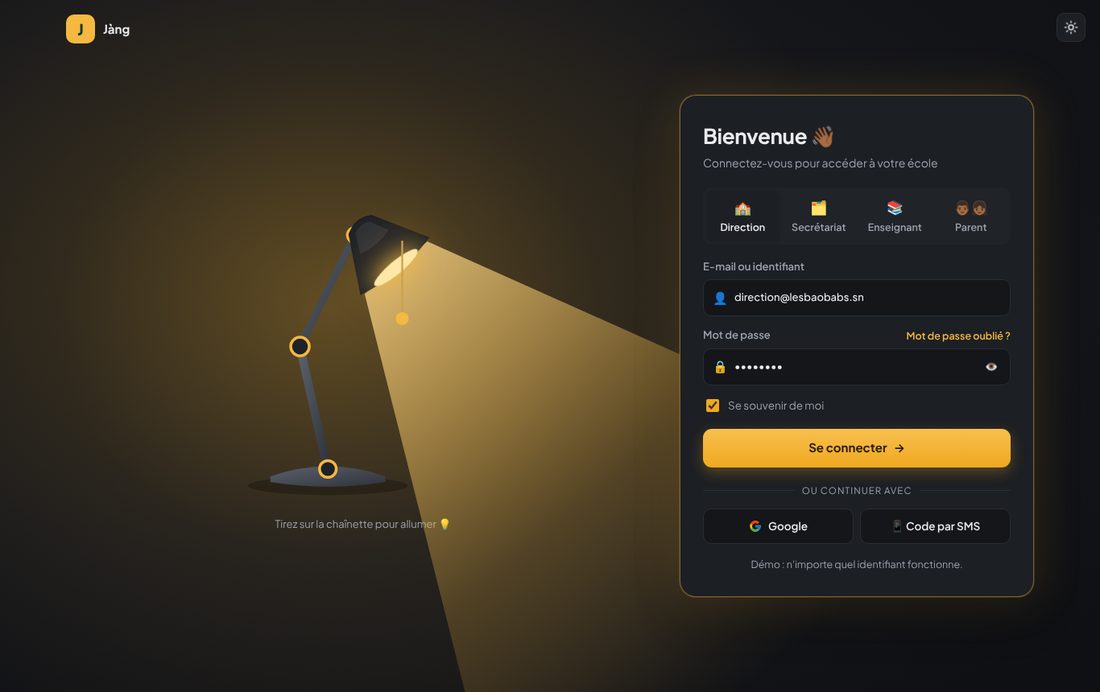 J Jàng
Bienvenue 👋🏾
Connectez-vous pour accéder à votre école
Direction
Secrétariat
Enseignant
Parent
E-mail ou identifiant
direction@lesbaobabs.sn
Mot de passe
Mot de passe oublié ?
••••••••
Se souvenir de moi
Se connecter →
OU CONTINUER AVEC
Google
Code par SMS
Démo : n'importe quel identifiant fonctionne.
Tirez sur la chaînette pour allumer 💡